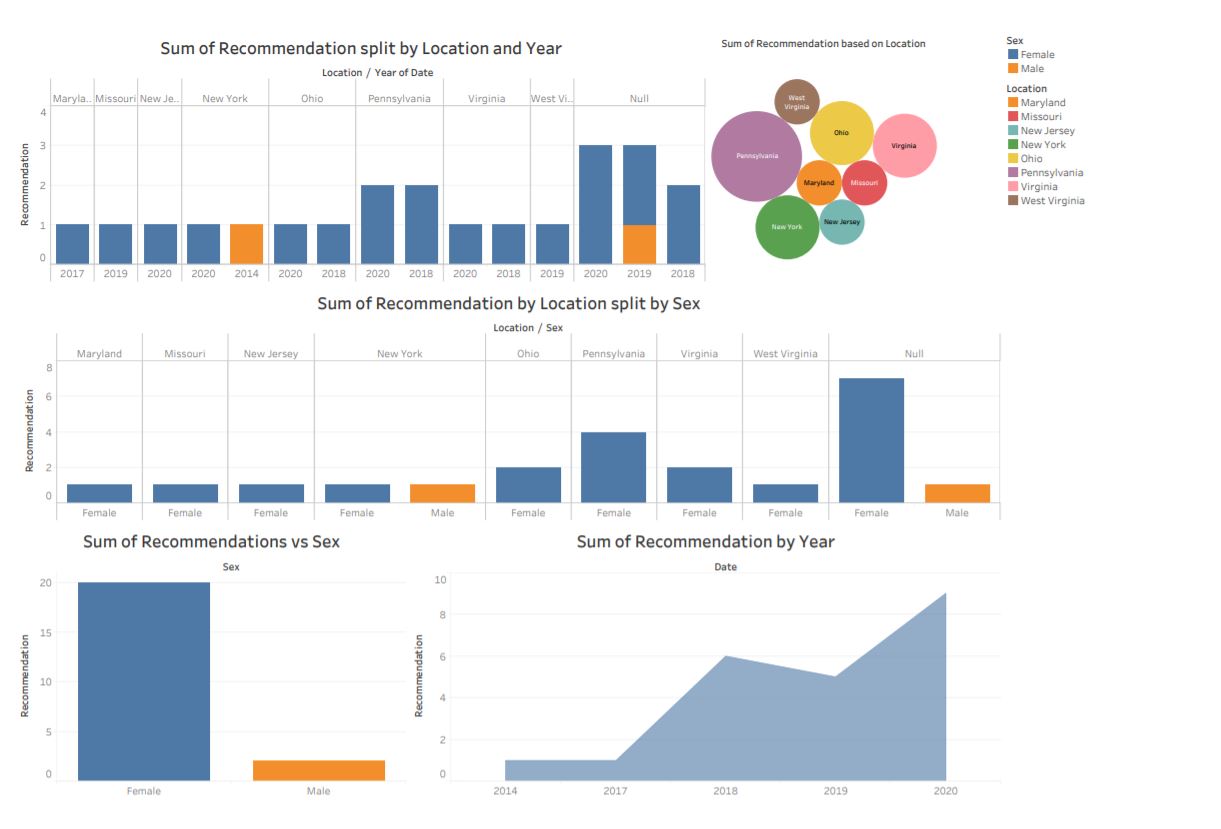 Sum of Recommendation split by Location and Year
Location / Year of Date
Maryla.. Missouri New Je.. New York Ohio Pennsylvania Virginia West Vi.. Null
Recommendation
4
3
2
1
0
2017 2019 2020 2020 2014 2020 2018 2020 2018 2020 2018 2019 2020 2019 2018
Sum of Recommendation based on Location
West
Virginia
Ohio
Virginia
Pennsylvania
Maryland
Missouri
New Jersey
New York
Sex
Female
Male
Location
Maryland
Missouri
New Jersey
New York
Ohio
Pennsylvania
Virginia
West Virginia
Sum of Recommendation by Location split by Sex
Location / Sex
Maryland Missouri New Jersey New York Ohio Pennsylvania Virginia West Virginia Null
Recommendation
8
6
4
2
0
Female Female Female Female Male Female Female Female Female Female Male
Sum of Recommendations vs Sex
Sex
Recommendation
20
15
10
5
0
Female Male
Sum of Recommendation by Year
Date
Recommendation
10
8
6
4
2
0
2014 2017 2018 2019 2020